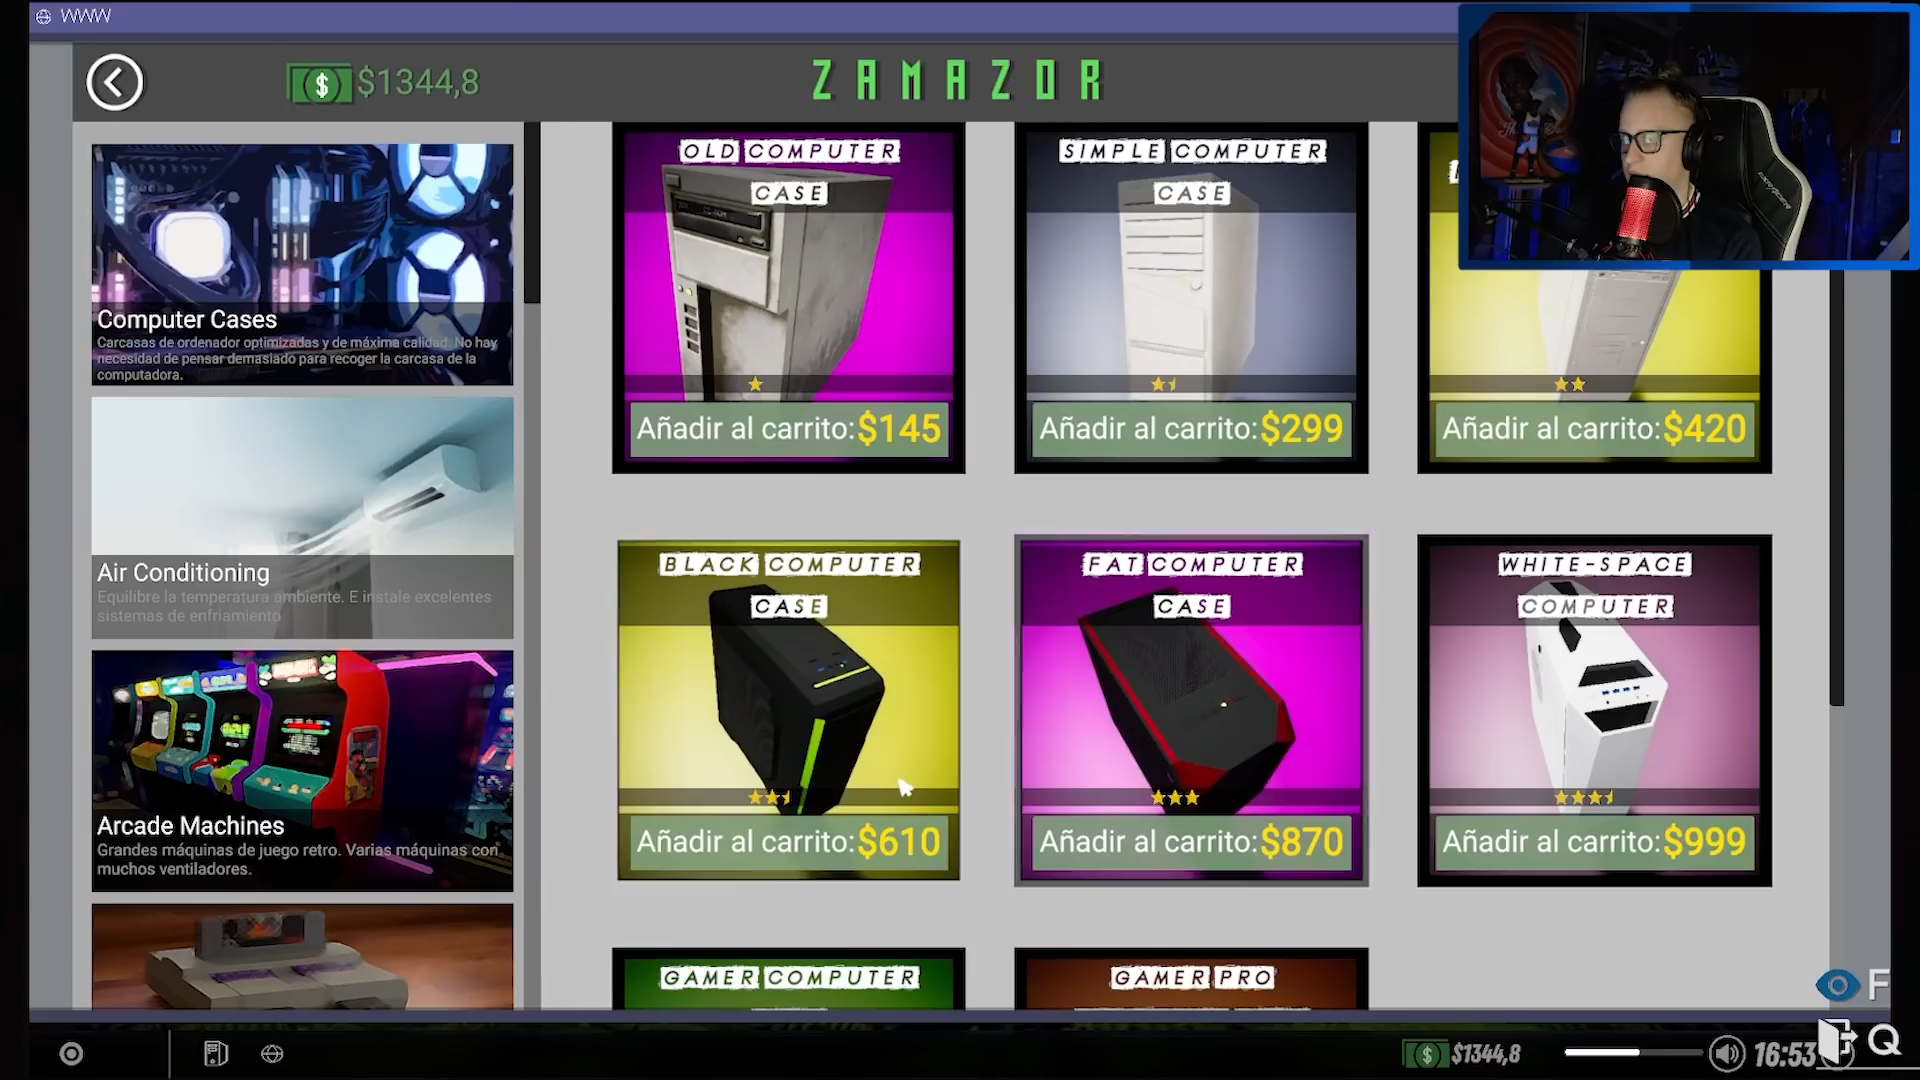 WWW
$1344,8
ZAMAZOR
Computer Cases
Carcasas de ordenador optimizadas y de máxima calidad. No hay
necesidad de pensar demasiado para recoger la carcasa de la
computadora.
Air Conditioning
Equilibre la temperatura ambiente. E instale excelentes
sistemas de enfriamiento
Arcade Machines
Grandes máquinas de juego retro. Varias máquinas con
muchos ventiladores.
OLD COMPUTER
CASE
Añadir al carrito: $145
SIMPLE COMPUTER
CASE
Añadir al carrito: $299
Añadir al carrito: $420
BLACK COMPUTER
CASE
Añadir al carrito: $610
FAT COMPUTER
CASE
Añadir al carrito: $870
WHITE-SPACE
COMPUTER
Añadir al carrito: $999
GAMER COMPUTER
GAMER PRO
F
$1344,8
16:53
Q